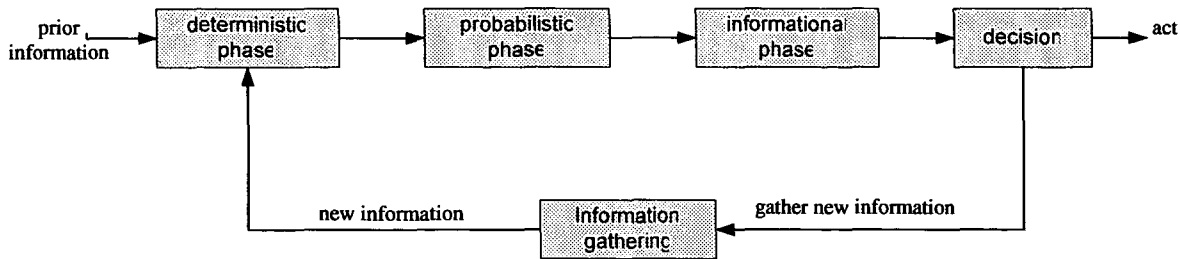 prior
information
deterministic
phase
probabilistic
phase
informational
phase
decision
act
new information
Information
gathering
gather new information